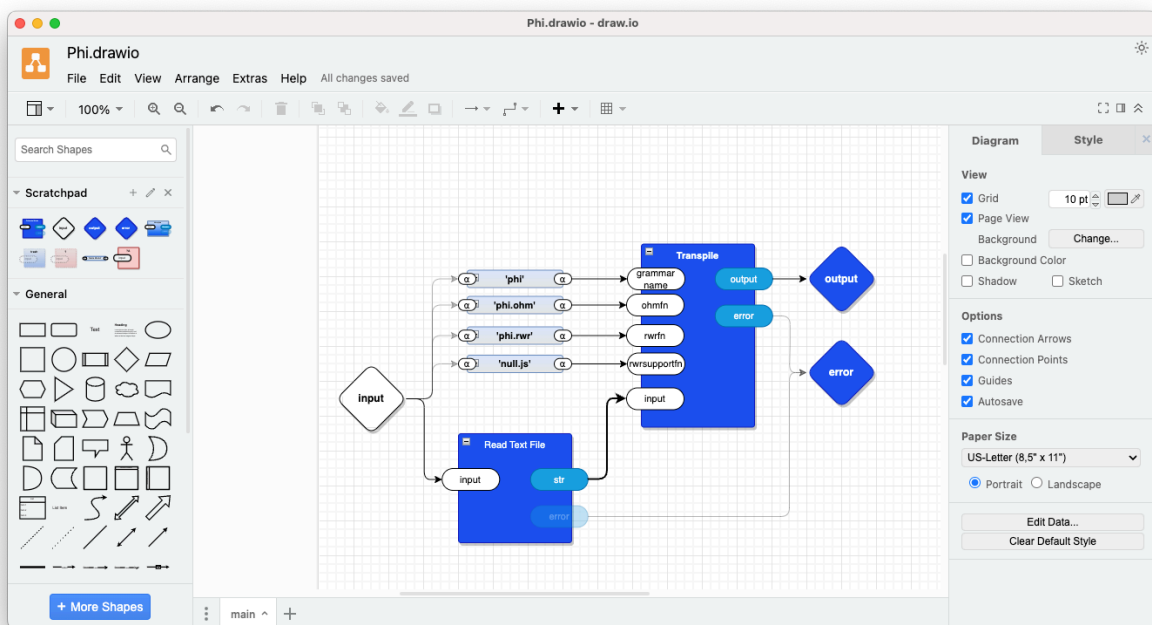 Phi.drawio - draw.io
Phi.drawio
File Edit View Arrange Extras Help All changes saved
100%
Search Shapes
Scratchpad
General
Text
Heading
List Item
+ More Shapes
main
input
α 'phi' α
α 'phi.ohm' α
α 'phi.rwr' α
α 'null.js' α
Transpile
grammar
name
ohmfn
rwrfn
rwrsupportfn
input
output
error
output
error
Read Text File
input
str
error
Diagram Style
View
Grid 10 pt
Page View
Background Change...
Background Color
Shadow Sketch
Options
Connection Arrows
Connection Points
Guides
Autosave
Paper Size
US-Letter (8,5" x 11")
Portrait Landscape
Edit Data...
Clear Default Style